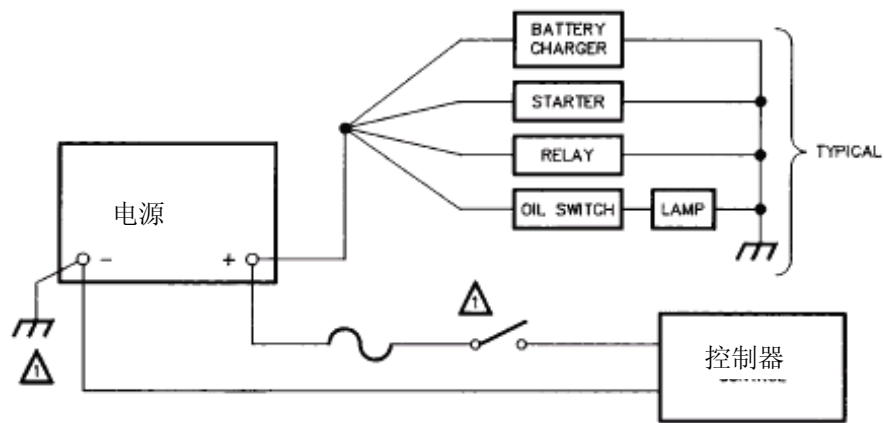 BATTERY
CHARGER
STARTER
RELAY
OIL SWITCH
LAMP
TYPICAL
电源
-
+
1
1
控制器